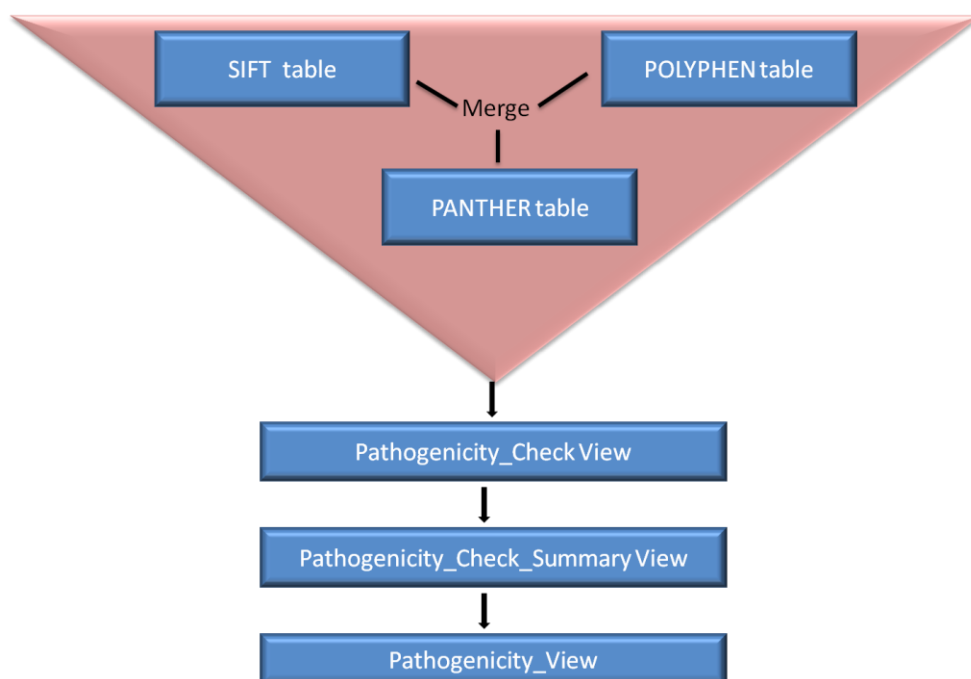 SIFT table
POLYPHEN table
Merge
PANTHER table
Pathogenicity_Check View
Pathogenicity_Check_Summary View
Pathogenicity_View